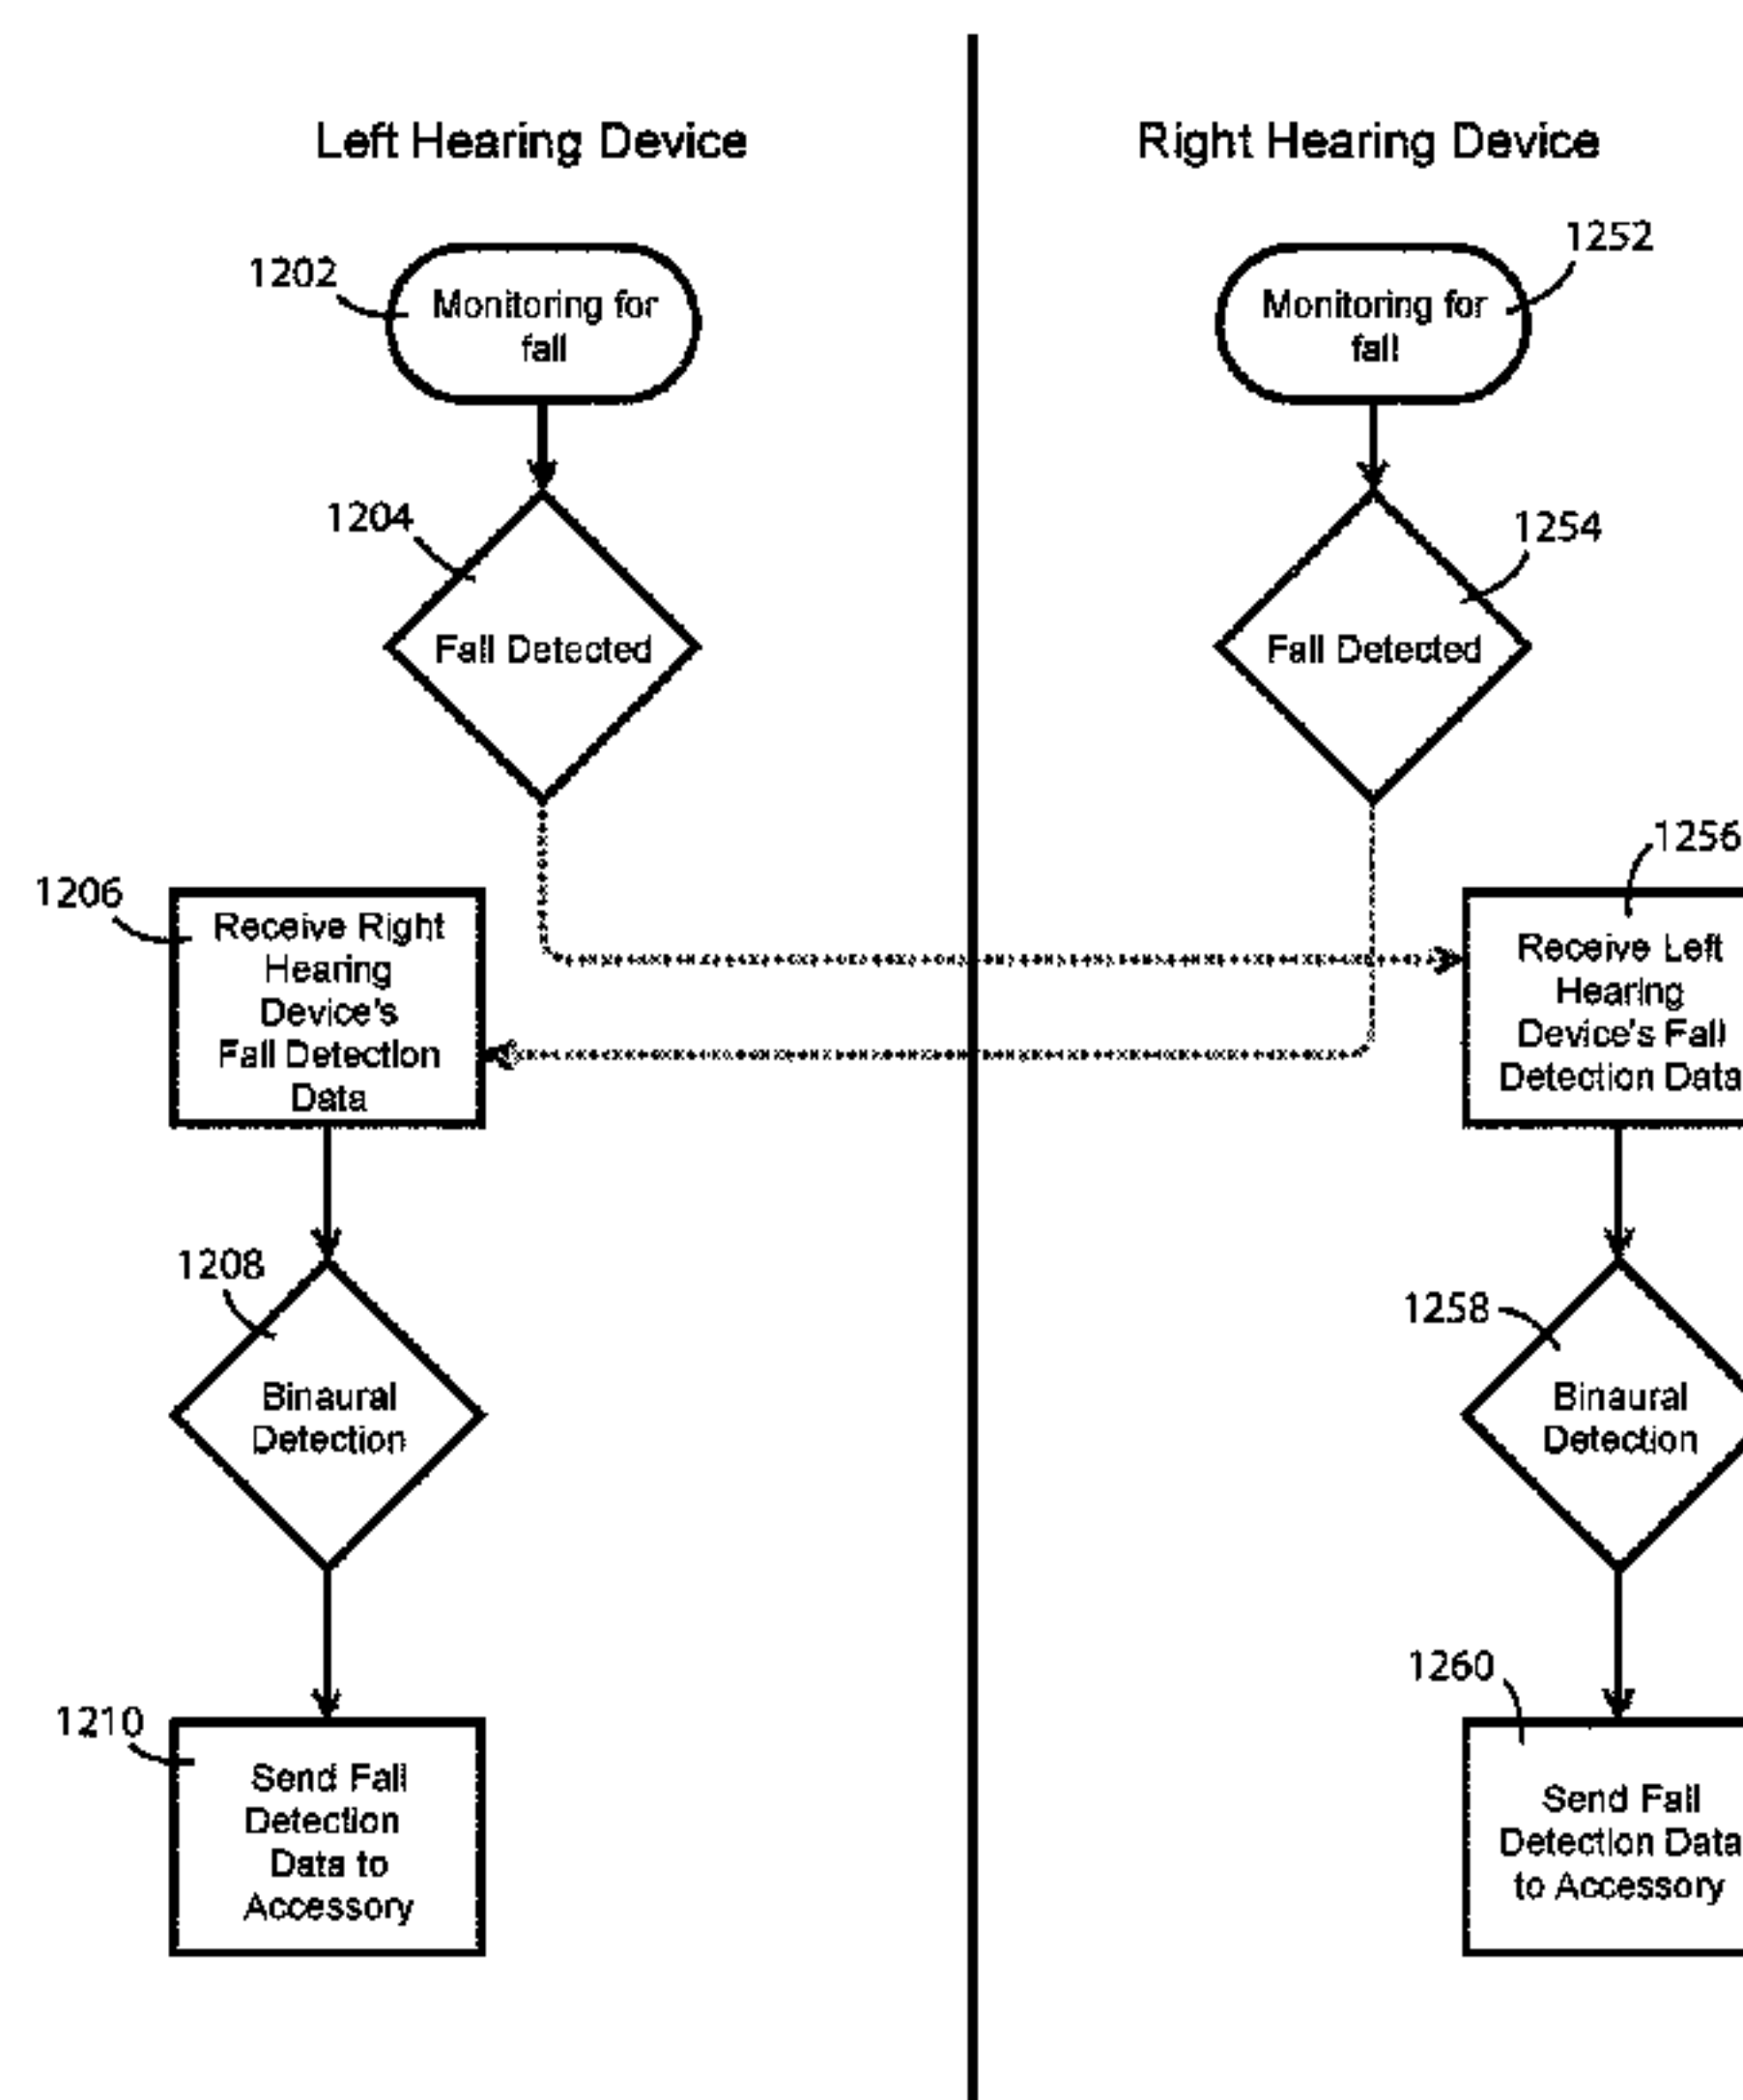 Left Hearing Device
1202
Monitoring for
fall
1204
Fall Detected
1206
Receive Right
Hearing
Device's
Fall Detection
Data
1208
Binaural
Detection
1210
Send Fall
Detection
Data to
Accessory
Right Hearing Device
1252
Monitoring for
fall
1254
Fall Detected
1256
Receive Left
Hearing
Device's Fall
Detection Data
1258
Binaural
Detection
1260
Send Fall
Detection Data
to Accessory